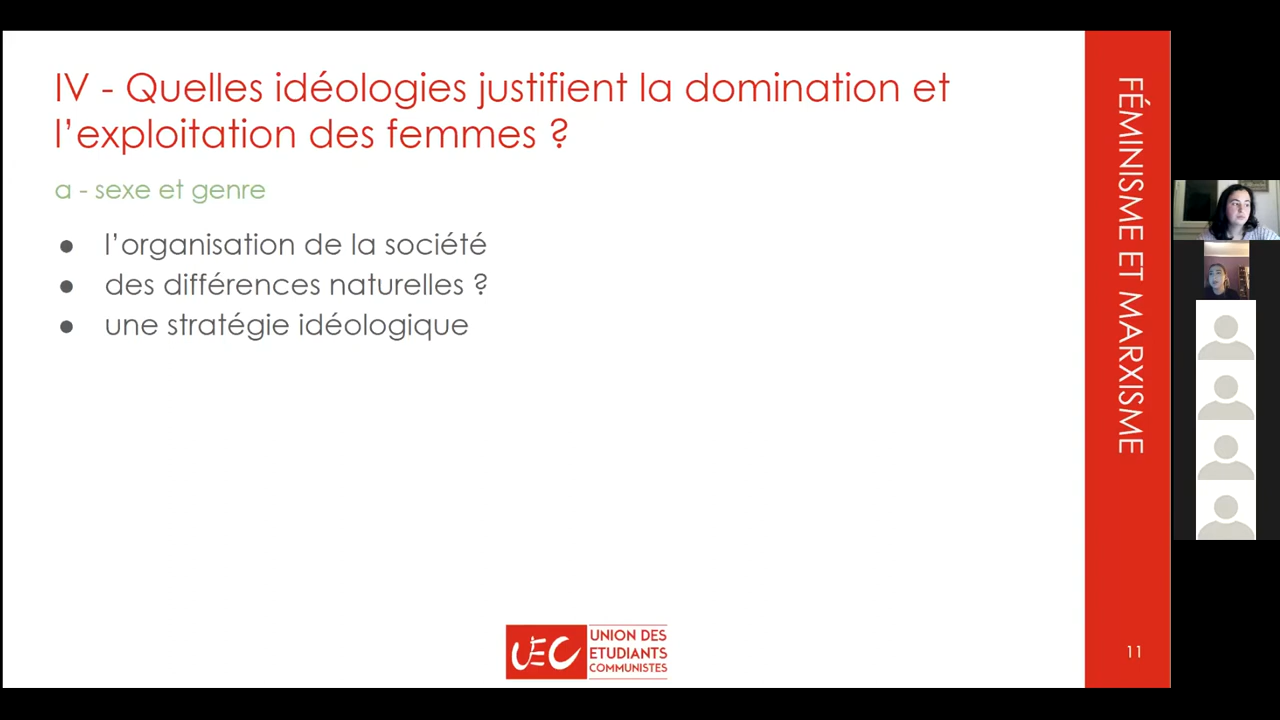 IV - Quelles idéologies justifient la domination et
l’exploitation des femmes ?
a - sexe et genre
● l’organisation de la société
● des différences naturelles ?
● une stratégie idéologique
FÉMINISME ET MARXISME
UEC
UNION DES
ETUDIANTS
COMMUNISTES
11